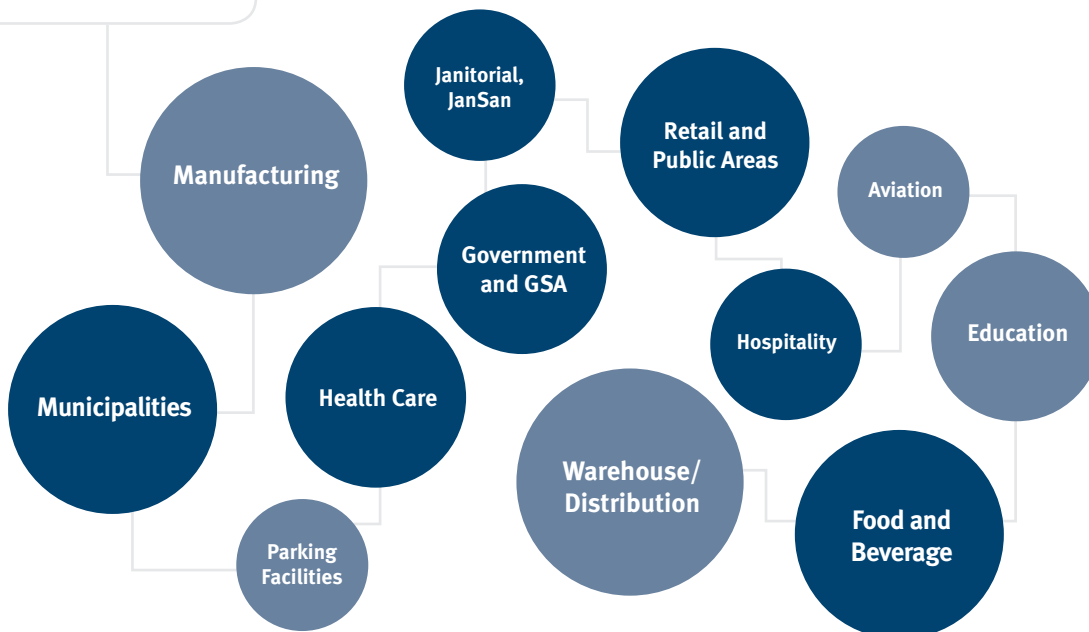 Janitorial,
JanSan
Retail and
Public Areas
Manufacturing
Aviation
Government
and GSA
Education
Hospitality
Health Care
Municipalities
Warehouse/
Distribution
Food and
Beverage
Parking
Facilities